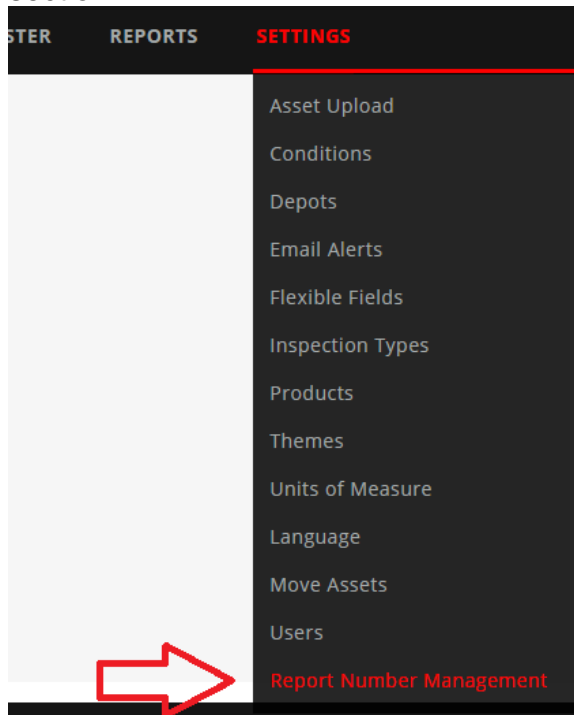 REPORTS SETTINGS
Asset Upload
Conditions
Depots
Email Alerts
Flexible Fields
Inspection Types
Products
Themes
Units of Measure
Language
Move Assets
Users
Report Number Management